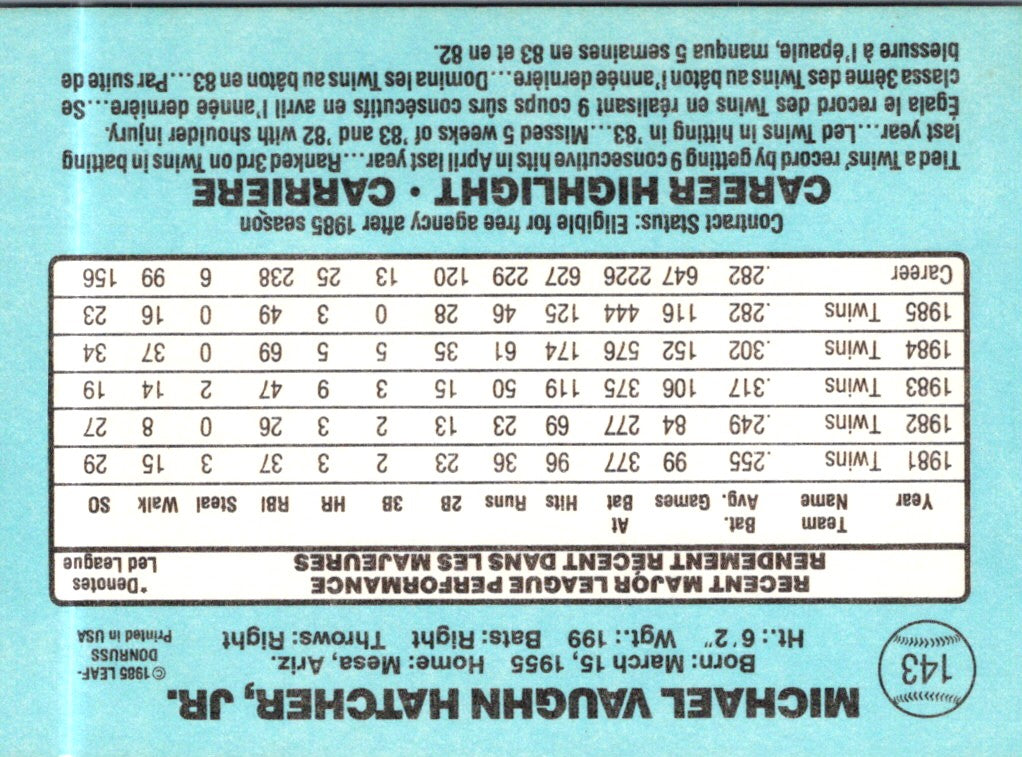 143
MICHAEL VAUGHN HATCHER, JR.
Born: March 15, 1955 Home: Mesa, Ariz.
Ht.: 6'2" Wgt.: 199 Bats: Right Throws: Right
©1985 LEAF-
DONRUSS
Printed in USA
RECENT MAJOR LEAGUE PERFORMANCE
RENDEMENT RÉCENT DANS LES MAJEURES
*Denotes
Led League
Year Team Name Bat. Avg. Games At Bat Hits Runs 2B 3B HR RBI Steal Walk SO
1981 Twins .255 99 377 96 36 23 2 3 37 3 15 29
1982 Twins .249 84 277 69 23 13 2 3 26 0 8 27
1983 Twins .317 106 375 119 50 15 3 9 47 2 14 19
1984 Twins .302 152 576 174 61 35 5 5 69 0 37 34
1985 Twins .282 116 444 125 46 28 0 3 49 0 16 23
Career .282 647 2226 627 229 120 13 25 238 6 99 156
Contract Status: Eligible for free agency after 1985 season
CAREER HIGHLIGHT • CARRIERE
Tied a Twins' record by getting 9 consecutive hits in April last year...Ranked 3rd on Twins in batting
last year...Led Twins in hitting in '83...Missed 5 weeks of '83 and '82 with shoulder injury.
Égala le record des Twins en réalisant 9 coups sûrs consécutifs en avril l'année dernière...Se
classa 3ème des Twins au bâton l'année dernière...Domina les Twins au bâton en 83...Par suite de
blessure à l'épaule, manqua 5 semaines en 83 et en 82.